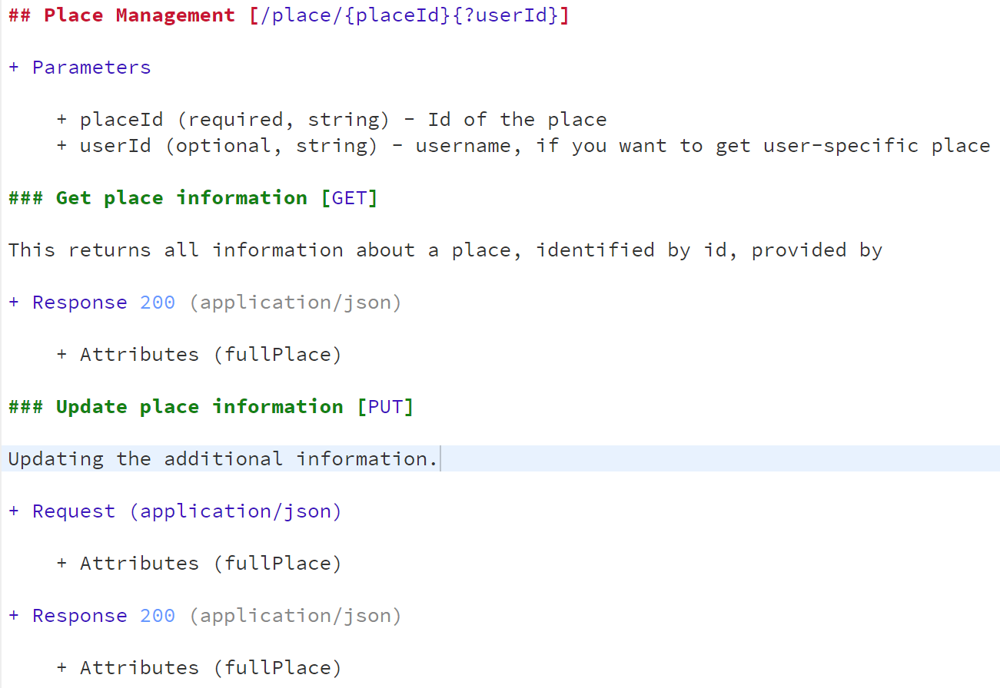 ## Place Management [/place/{placeId}{?userId}]
+ Parameters
+ placeId (required, string) - Id of the place
+ userId (optional, string) - username, if you want to get user-specific place
### Get place information [GET]
This returns all information about a place, identified by id, provided by
+ Response 200 (application/json)
+ Attributes (fullPlace)
### Update place information [PUT]
Updating the additional information.
+ Request (application/json)
+ Attributes (fullPlace)
+ Response 200 (application/json)
+ Attributes (fullPlace)